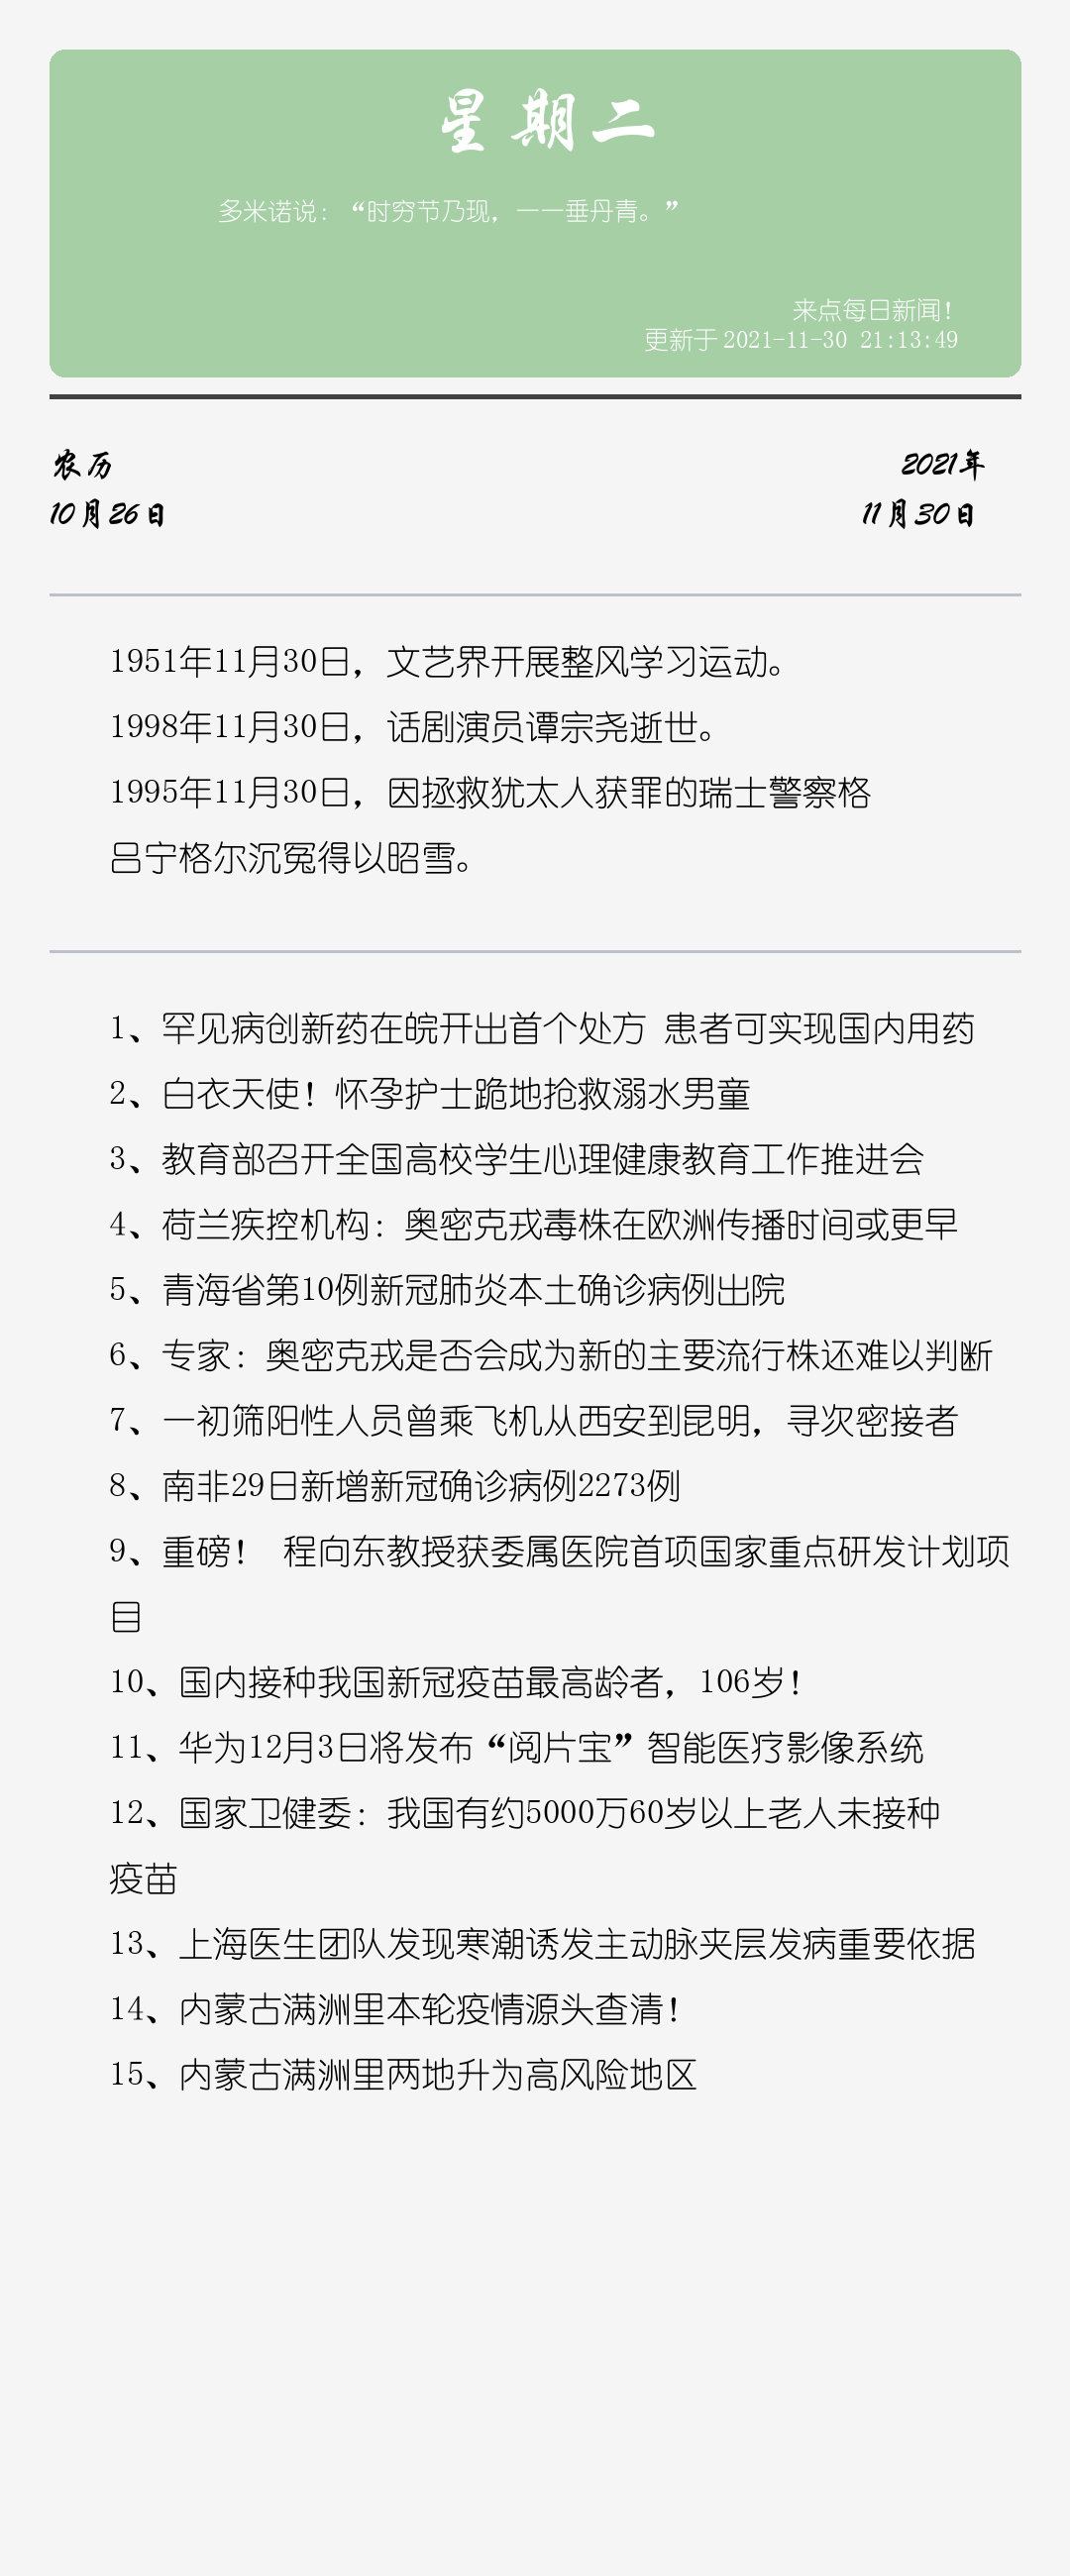 星期二
多米诺说：“时穷节乃现，一一垂丹青。”
来点每日新闻！
更新于 2021-11-30 21:13:49
农历
2021年
10月26日
11月30日
1951年11月30日，文艺界开展整风学习运动。
1998年11月30日，话剧演员谭宗尧逝世。
1995年11月30日，因拯救犹太人获罪的瑞士警察格
吕宁格尔沉冤得以昭雪。
1、罕见病创新药在皖开出首个处方 患者可实现国内用药
2、白衣天使！怀孕护士跪地抢救溺水男童
3、教育部召开全国高校学生心理健康教育工作推进会
4、荷兰疾控机构：奥密克戎毒株在欧洲传播时间或更早
5、青海省第10例新冠肺炎本土确诊病例出院
6、专家：奥密克戎是否会成为新的主要流行株还难以判断
7、一初筛阳性人员曾乘飞机从西安到昆明，寻次密接者
8、南非29日新增新冠确诊病例2273例
9、重磅！ 程向东教授获委属医院首项国家重点研发计划项
目
10、国内接种我国新冠疫苗最高龄者，106岁！
11、华为12月3日将发布“阅片宝”智能医疗影像系统
12、国家卫健委：我国有约5000万60岁以上老人未接种
疫苗
13、上海医生团队发现寒潮诱发主动脉夹层发病重要依据
14、内蒙古满洲里本轮疫情源头查清！
15、内蒙古满洲里两地升为高风险地区